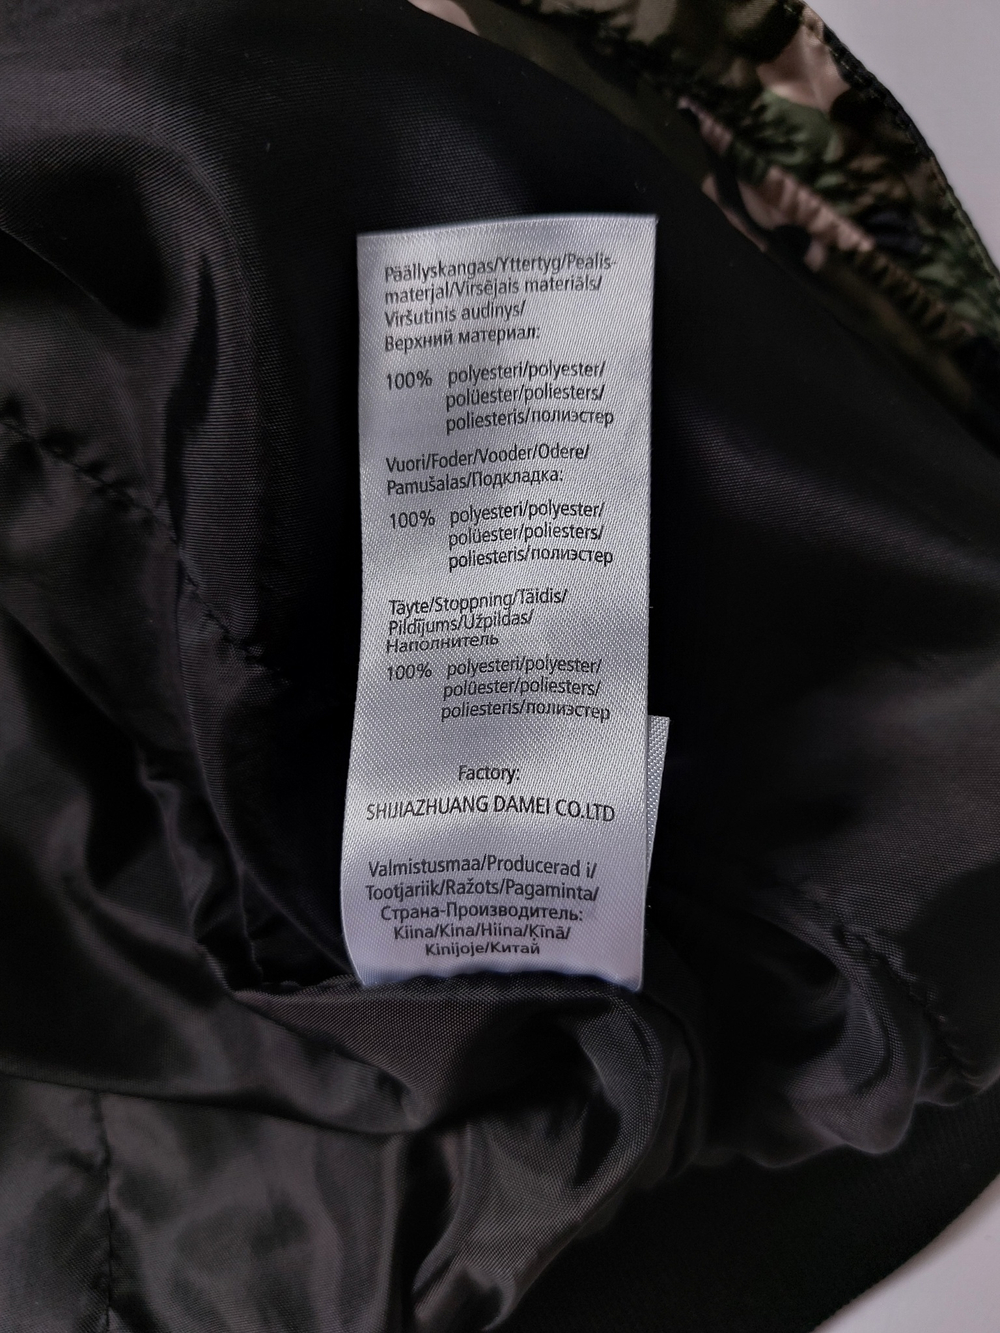 Päällyskangas/Yttertyg/Pealis-
materjal/Virsējais materiāls/
Viršutinis audinys/
Верхний материал:
100% polyesteri/polyester/
polüester/poliesters/
poliesteris/полиэстер
Vuori/Foder/Vooder/Odere/
Pamušalas/Подкладка:
100% polyesteri/polyester/
polüester/poliesters/
poliesteris/полиэстер
Täyte/Stoppning/Täidis/
Pildījums/Užpildas/
Наполнитель
100% polyesteri/polyester/
polüester/poliesters/
poliesteris/полиэстер
Factory:
SHIJIAZHUANG DAMEI CO.LTD
Valmistusmaa/Producerad i/
Tootjariik/Ražots/Pagaminta/
Страна-Производитель:
Kiina/Kina/Hiina/Ķīnā/
Kinijoje/Китай